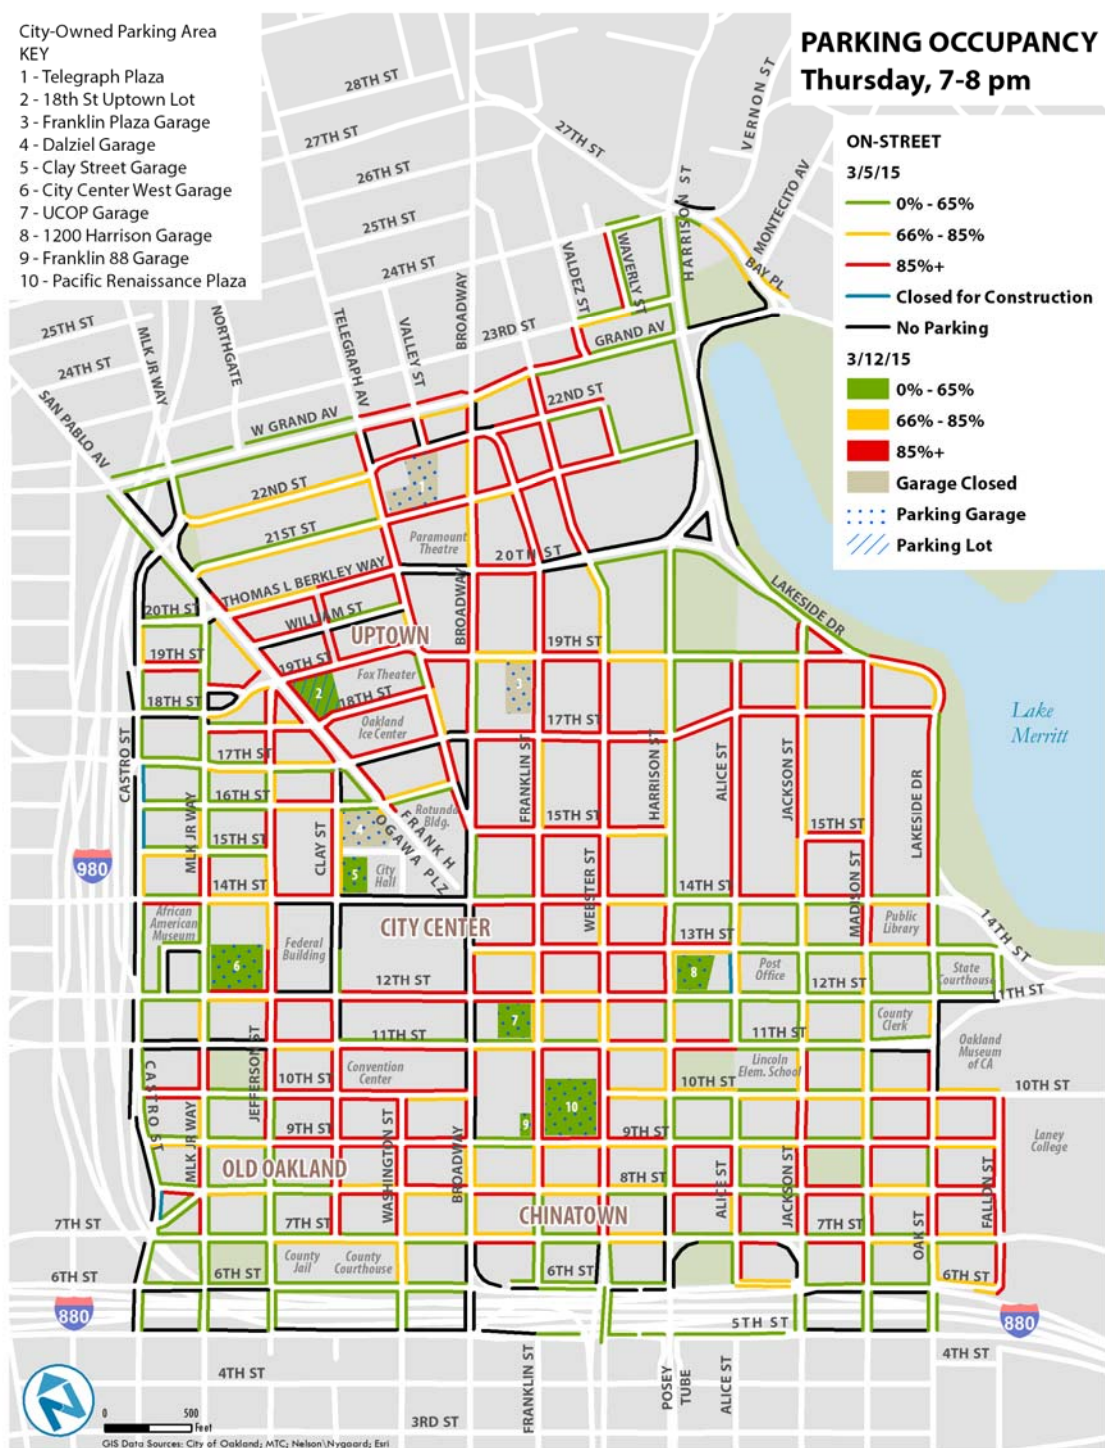 City-Owned Parking Area
KEY
1 - Telegraph Plaza
2 - 18th St Uptown Lot
3 - Franklin Plaza Garage
4 - Dalziel Garage
5 - Clay Street Garage
6 - City Center West Garage
7 - UCOP Garage
8 - 1200 Harrison Garage
9 - Franklin 88 Garage
10 - Pacific Renaissance Plaza
PARKING OCCUPANCY
Thursday, 7-8 pm
ON-STREET
3/5/15
0% - 65%
66% - 85%
85%+
Closed for Construction
No Parking
3/12/15
0% - 65%
66% - 85%
85%+
Garage Closed
Parking Garage
Parking Lot
28TH ST
27TH ST
27TH ST
26TH ST
25TH ST
24TH ST
23RD ST
VERNON ST
MONTECITO AV
HARRISON ST
BAY PL
WAVERLY ST
VALDEZ ST
GRAND AV
BROADWAY
VALLEY ST
TELEGRAPH AV
NORTHGATE
MLK JR WAY
25TH ST
24TH ST
SAN PABLO AV
W GRAND AV
22ND ST
22ND ST
21ST ST
1
Paramount
Theatre
20TH ST
THOMAS L BERKLEY WAY
WILLIAM ST
UPTOWN
BROADWAY
LAKESIDE DR
20TH ST
19TH ST
19TH ST
19TH ST
Fox Theater
2
3
18TH ST
18TH ST
Oakland
Ice Center
17TH ST
17TH ST
Lake
Merritt
CASTRO ST
FRANKLIN ST
HARRISON ST
ALICE ST
JACKSON ST
LAKESIDE DR
16TH ST
MLK JR WAY
15TH ST
CLAY ST
4
Rotunda
Bldg.
FRANK H
OGAWA PLZ
15TH ST
15TH ST
980
14TH ST
5
City
Hall
WEBSTER ST
14TH ST
MADISON ST
14TH ST
African
American
Museum
Federal
Building
CITY CENTER
13TH ST
Public
Library
6
12TH ST
8
Post
Office
12TH ST
State
Courthouse
11TH ST
7
11TH ST
11TH ST
County
Clerk
Oakland
Museum
of CA
CASTRO ST
JEFFERSON ST
10TH ST
Convention
Center
10TH ST
Lincoln
Elem. School
10TH ST
MLK JR WAY
9TH ST
WASHINGTON ST
BROADWAY
9
10
9TH ST
Laney
College
OLD OAKLAND
8TH ST
ALICE ST
JACKSON ST
OAK ST
FALLON ST
7TH ST
7TH ST
CHINATOWN
7TH ST
6TH ST
6TH ST
County
Jail
County
Courthouse
6TH ST
6TH ST
880
5TH ST
880
4TH ST
4TH ST
FRANKLIN ST
POSEY
TUBE
ALICE ST
3RD ST
0
500
Feet
GIS Data Sources: City of Oakland; MTC; Nelson\Nygaard; Esri